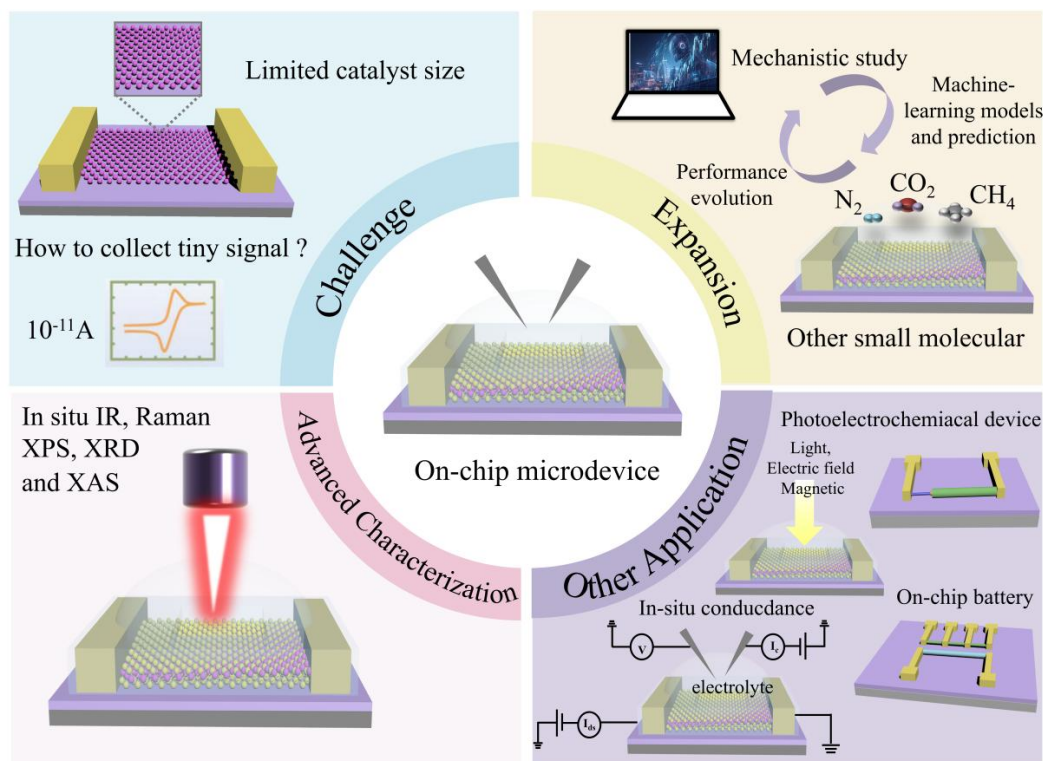 Limited catalyst size
How to collect tiny signal ?
10⁻¹¹A
Challenge
Mechanistic study
Machine-
learning models
and prediction
Performance
evolution
N₂
CO₂
CH₄
Other small molecular
Expansion
On-chip microdevice
In situ IR, Raman
XPS, XRD
and XAS
Advanced Characterization
Other Application
Photoelectrochemiacal device
Light,
Electric field
Magnetic
In-situ conducdance
On-chip battery
V
I꜀
electrolyte
I_ds